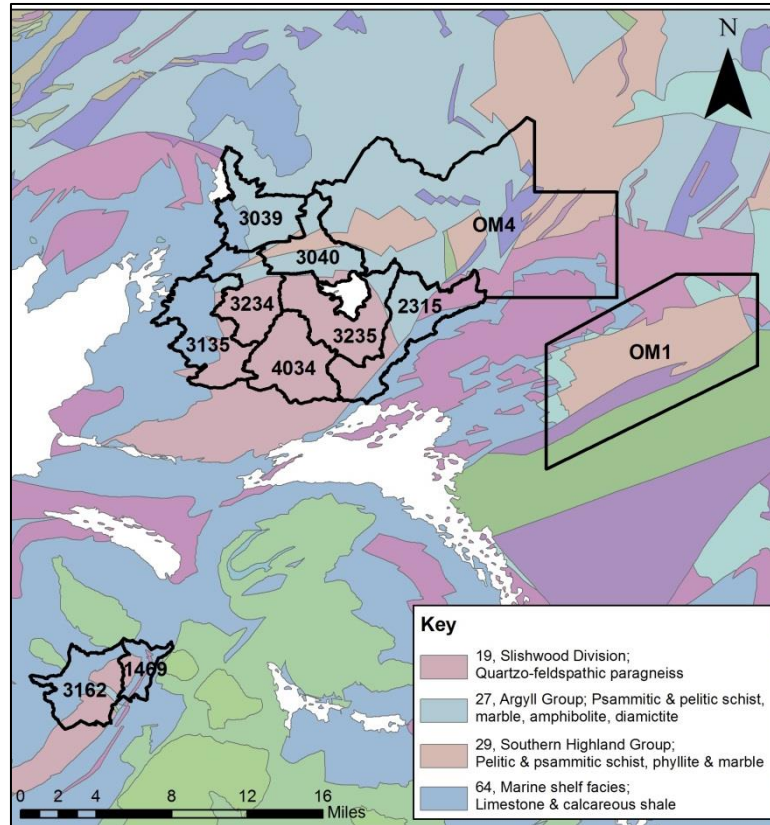 N
3039
OM4
3040
3234
2315
3235
3135
OM1
4034
1469
3162
Key
19, Slishwood Division;
Quartzo-feldspathic paragneiss
27, Argyll Group; Psammitic & pelitic schist,
marble, amphibolite, diamictite
29, Southern Highland Group;
Pelitic & psammitic schist, phyllite & marble
64, Marine shelf facies;
Limestone & calcareous shale
0 2 4 8 12 16
Miles